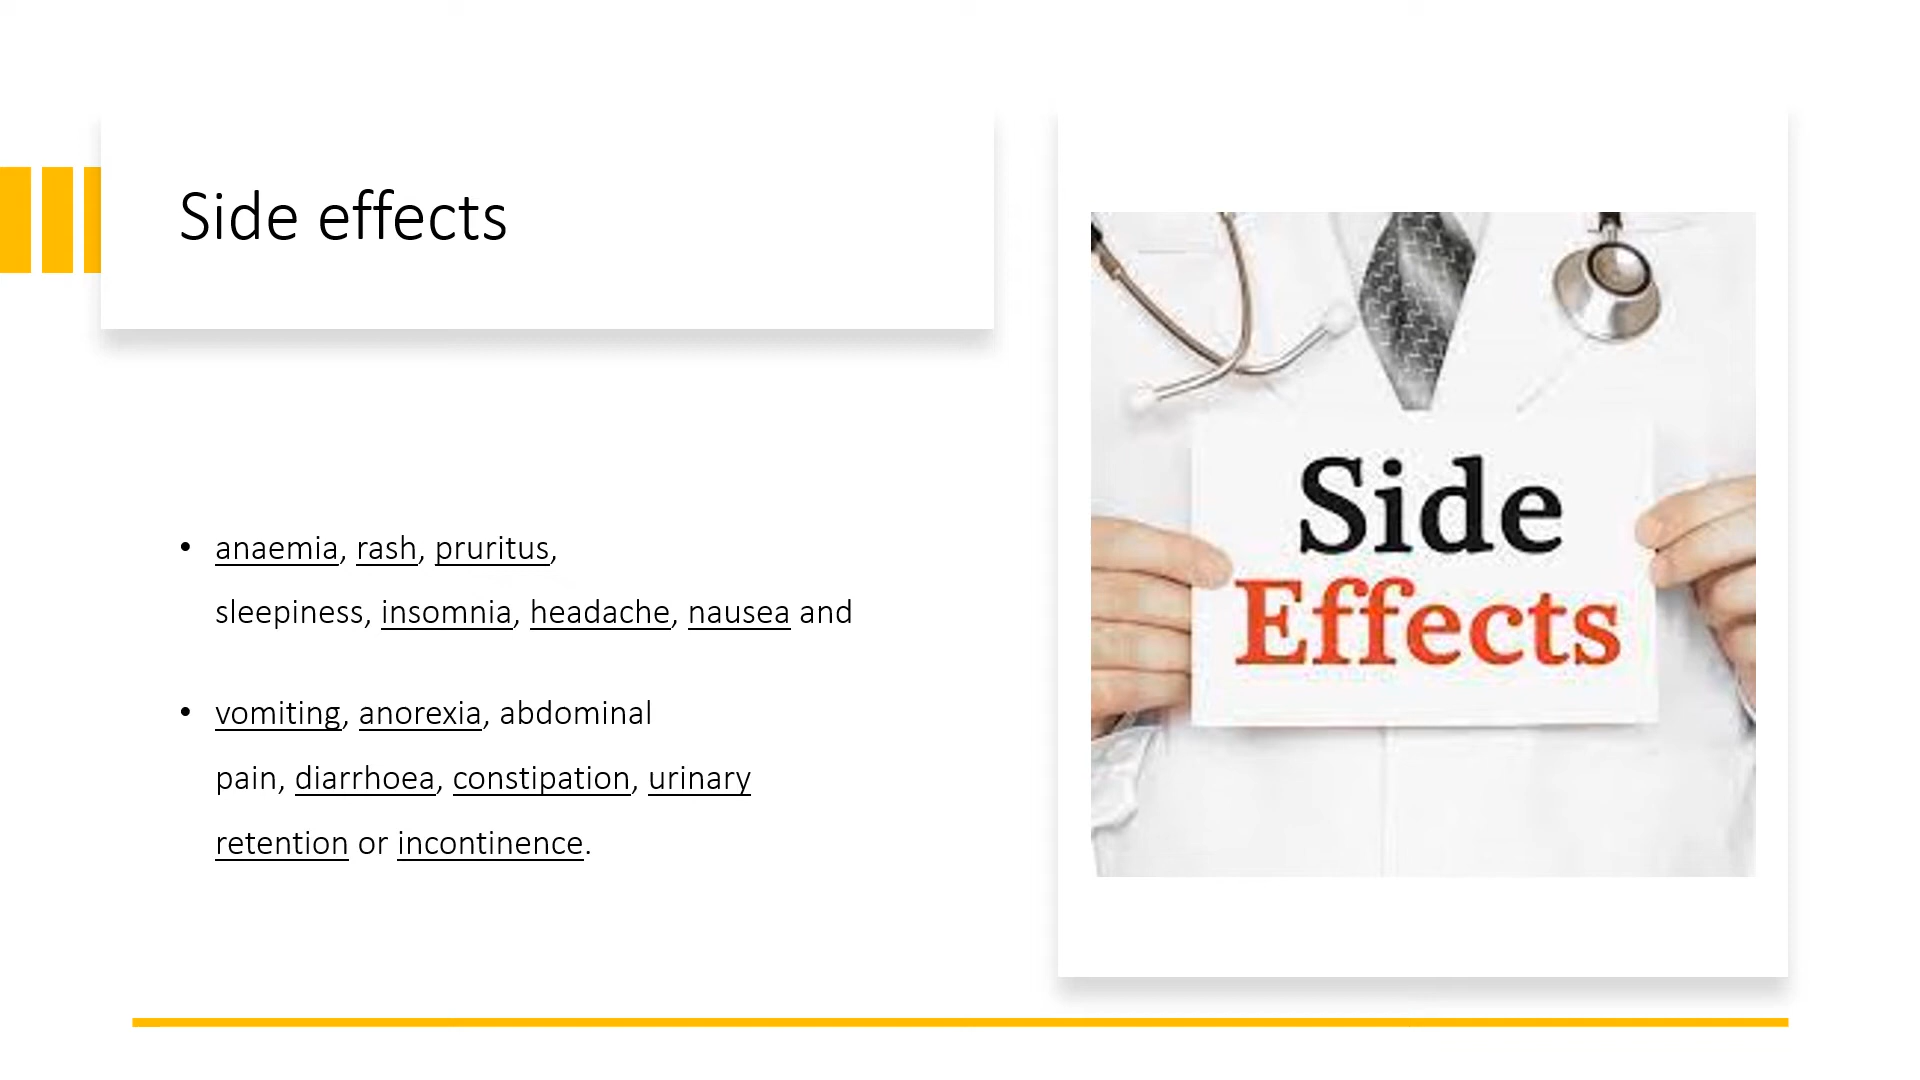 Side effects
• anaemia, rash, pruritus,
sleepiness, insomnia, headache, nausea and
• vomiting, anorexia, abdominal
pain, diarrhoea, constipation, urinary
retention or incontinence.
Side
Effects